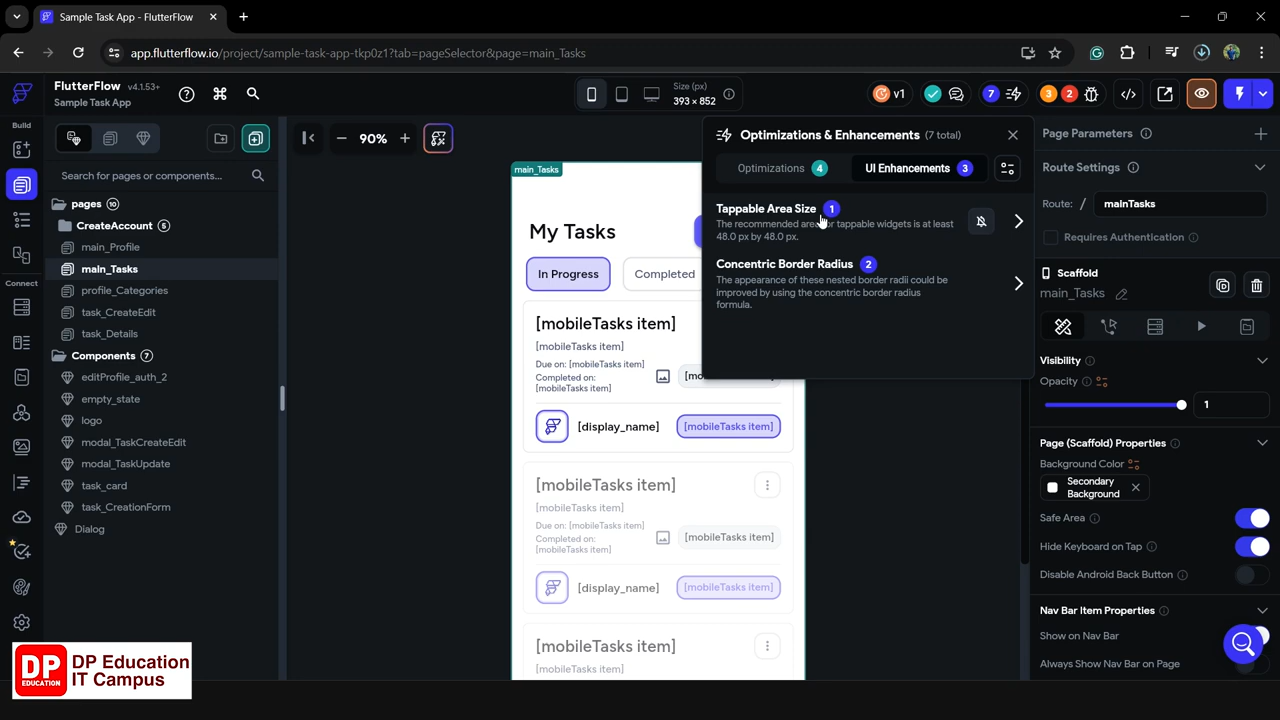 Sample Task App - FlutterFlow
app.flutterflow.io/project/sample-task-app-tkp0z1?tab=pageSelector&page=main_Tasks
FlutterFlow v4.1.53+
Sample Task App
Size (px)
393 × 852
v1
7
3
2
Build
Connect
90%
Search for pages or components...
pages 10
CreateAccount 5
main_Profile
main_Tasks
profile_Categories
task_CreateEdit
task_Details
Components 7
editProfile_auth_2
empty_state
logo
modal_TaskCreateEdit
modal_TaskUpdate
task_card
task_CreationForm
Dialog
main_Tasks
My Tasks
In Progress
Completed
[mobileTasks item]
[mobileTasks item]
Due on: [mobileTasks item]
Completed on:
[mobileTasks item]
[display_name]
[mobileTasks item]
[mobileTasks item]
[mobileTasks item]
Due on: [mobileTasks item]
Completed on:
[mobileTasks item]
[mobileTasks item]
[display_name]
[mobileTasks item]
[mobileTasks item]
[mobileTasks item]
Optimizations & Enhancements (7 total)
Optimizations 4
UI Enhancements 3
Tappable Area Size 1
The recommended area for tappable widgets is at least
48.0 px by 48.0 px.
Concentric Border Radius 2
The appearance of these nested border radii could be
improved by using the concentric border radius
formula.
Page Parameters
Route Settings
Route: / mainTasks
Requires Authentication
Scaffold
main_Tasks
Visibility
Opacity
1
Page (Scaffold) Properties
Background Color
Secondary
Background
Safe Area
Hide Keyboard on Tap
Disable Android Back Button
Nav Bar Item Properties
Show on Nav Bar
Always Show Nav Bar on Page
DP
EDUCATION
DP Education
IT Campus